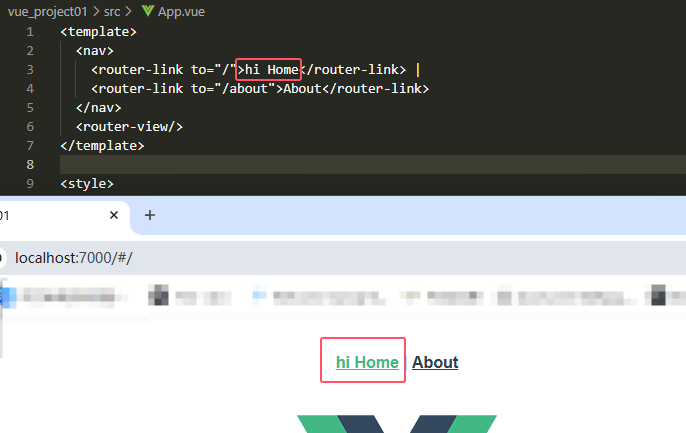 vue_project01 > src > App.vue
1 <template>
2 <nav>
3 <router-link to="/">hi Home</router-link> |
4 <router-link to="/about">About</router-link>
5 </nav>
6 <router-view/>
7 </template>
8
9 <style>
01 × +
localhost:7000/#/
hi Home | About